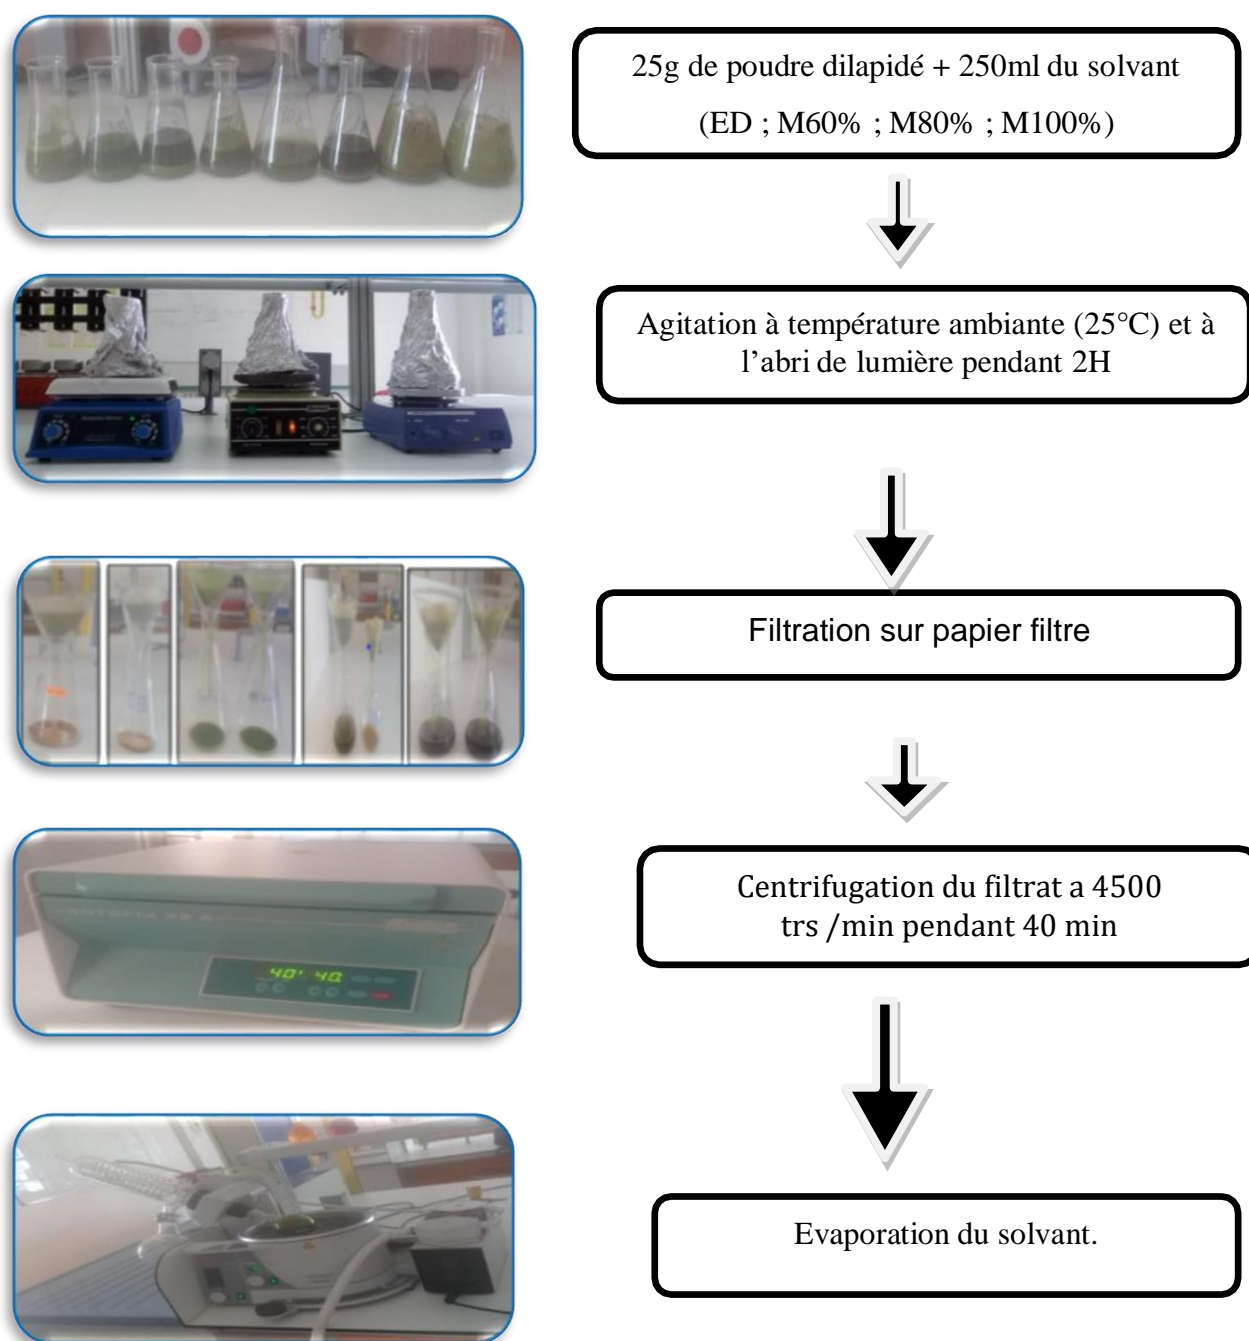 25g de poudre dilapidé + 250ml du solvant
(ED ; M60% ; M80% ; M100%)
Agitation à température ambiante (25°C) et à
l’abri de lumière pendant 2H
Filtration sur papier filtre
Centrifugation du filtrat a 4500
trs /min pendant 40 min
Evaporation du solvant.